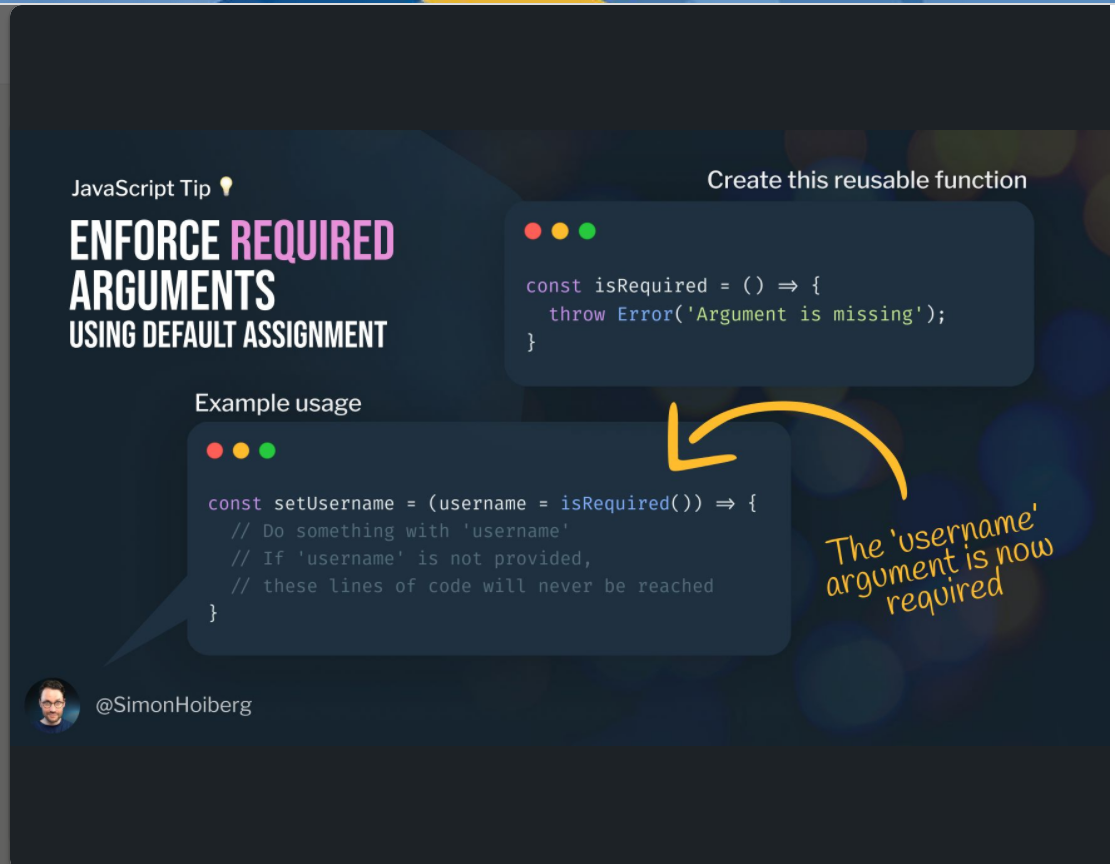 JavaScript Tip 💡
ENFORCE REQUIRED
ARGUMENTS
USING DEFAULT ASSIGNMENT
Create this reusable function
const isRequired = () ⇒ {
  throw Error('Argument is missing');
}
Example usage
const setUsername = (username = isRequired()) ⇒ {
  // Do something with 'username'
  // If 'username' is not provided,
  // these lines of code will never be reached
}
The 'username'
argument is now
required
@SimonHoiberg